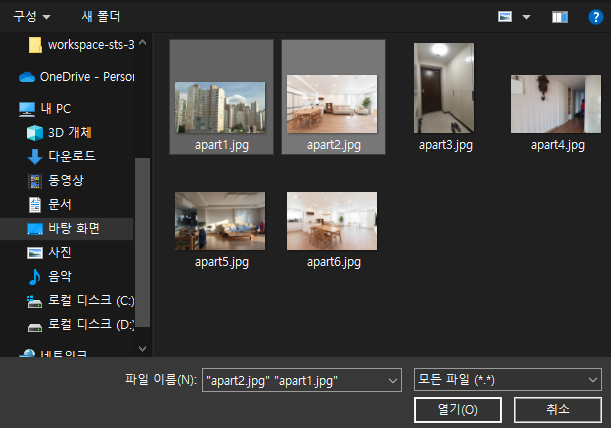 구성 새 폴더
workspace-sts-3
OneDrive - Persor
내 PC
3D 개체
다운로드
동영상
문서
바탕 화면
사진
음악
로컬 디스크 (C:)
로컬 디스크 (D:)
네트워크
apart1.jpg apart2.jpg apart3.jpg apart4.jpg
apart5.jpg apart6.jpg
파일 이름(N): "apart2.jpg" "apart1.jpg" 모든 파일 (*.*)
열기(O) 취소